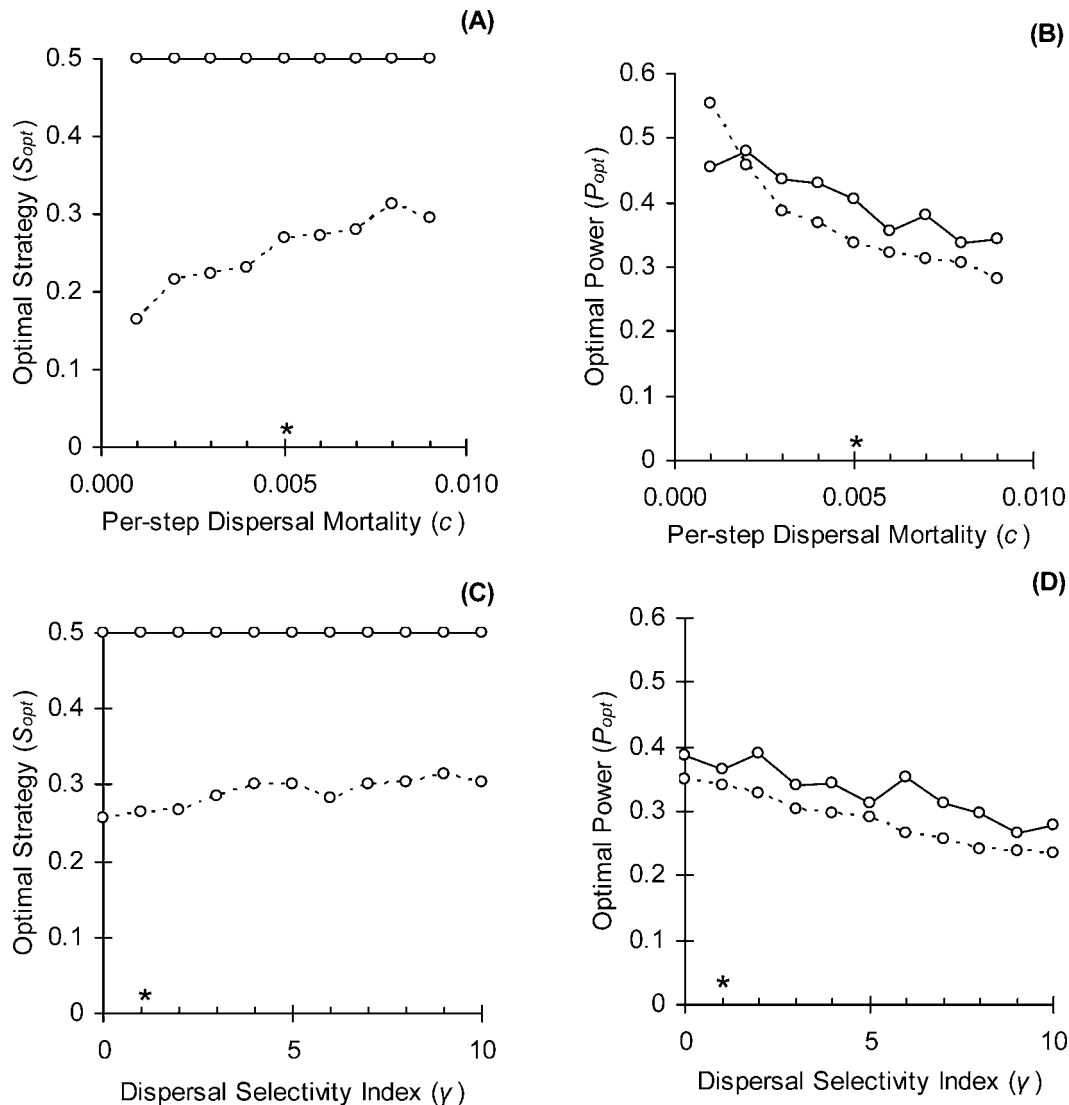 (A)
0.5
0.4
0.3
0.2
0.1
0
Optimal Strategy (Sopt)
*
0.000 0.005 0.010
Per-step Dispersal Mortality (c)
(B)
0.6
0.5
0.4
0.3
0.2
0.1
0
Optimal Power (Popt)
*
0.000 0.005 0.010
Per-step Dispersal Mortality (c)
(C)
0.5
0.4
0.3
0.2
0.1
0
Optimal Strategy (Sopt)
*
0 5 10
Dispersal Selectivity Index (γ)
(D)
0.6
0.5
0.4
0.3
0.2
0.1
0
Optimal Power (Popt)
*
0 5 10
Dispersal Selectivity Index (γ)